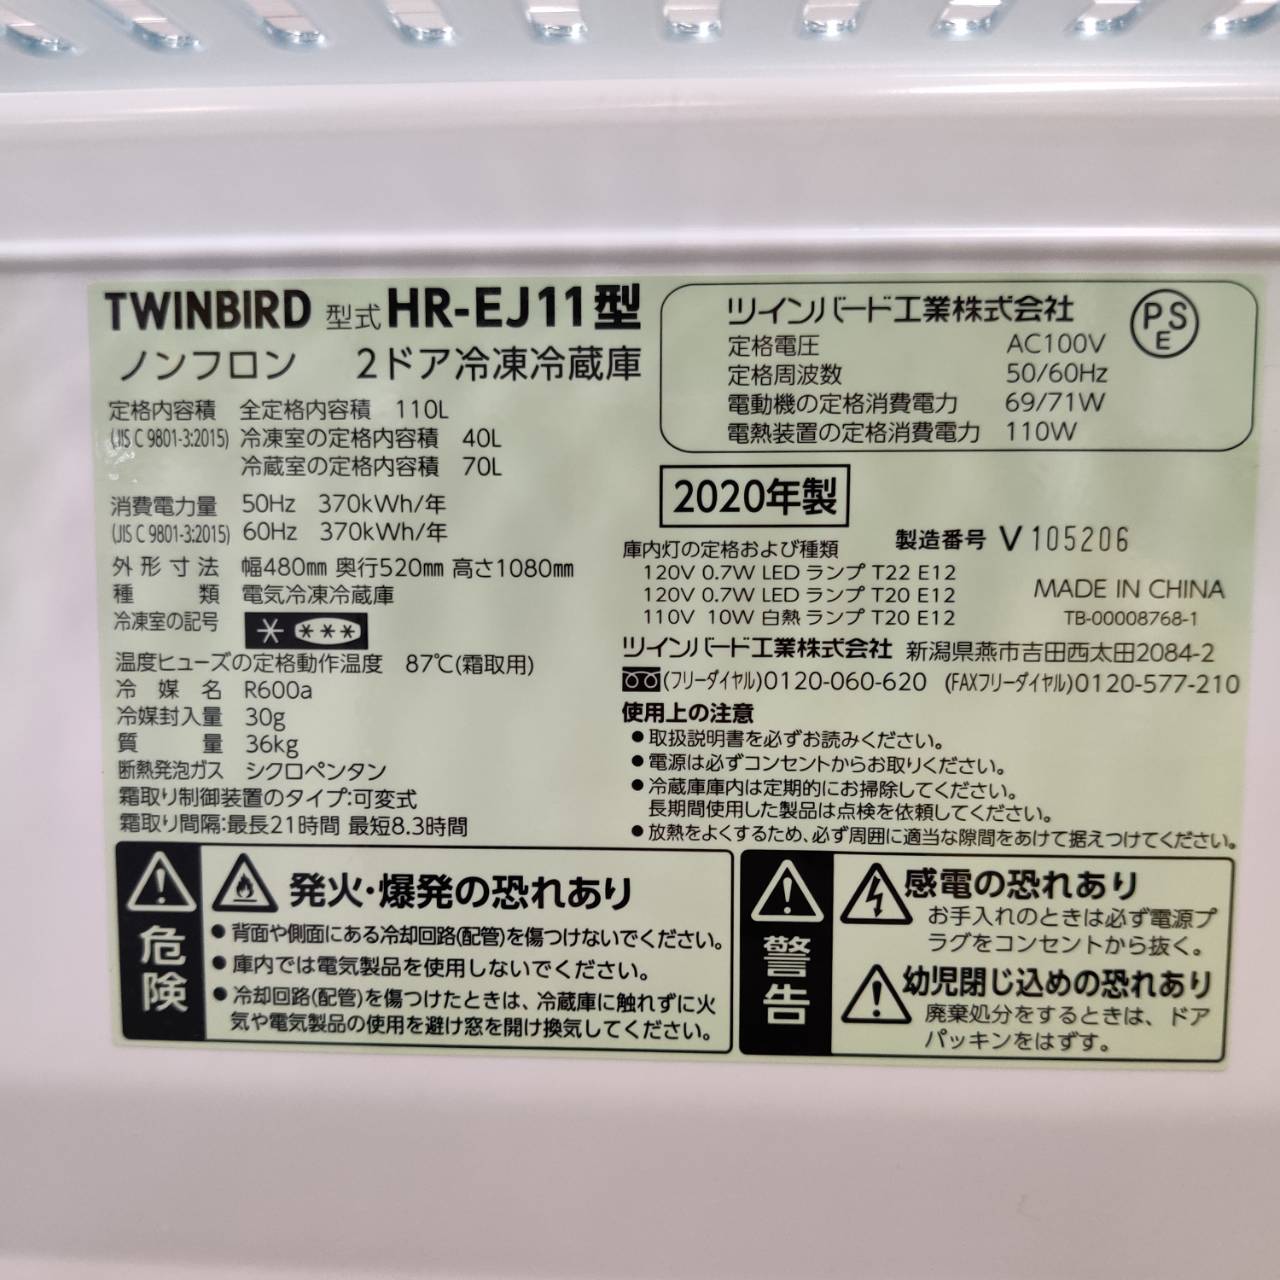 TWINBIRD 型式 HR-EJ11型
ノンフロン 2ドア冷凍冷蔵庫
定格内容積 全定格内容積 110L
(JIS C 9801-3:2015) 冷凍室の定格内容積 40L
冷蔵室の定格内容積 70L
消費電力量 50Hz 370kWh/年
(JIS C 9801-3:2015) 60Hz 370kWh/年
外形寸法 幅480mm 奥行520mm 高さ1080mm
種類 電気冷凍冷蔵庫
冷凍室の記号
温度ヒューズの定格動作温度 87℃(霜取用)
冷媒名 R600a
冷媒封入量 30g
質量 36kg
断熱発泡ガス シクロペンタン
霜取り制御装置のタイプ:可変式
霜取り間隔:最長21時間 最短8.3時間
ツインバード工業株式会社
PSE
定格電圧 AC100V
定格周波数 50/60Hz
電動機の定格消費電力 69/71W
電熱装置の定格消費電力 110W
2020年製
製造番号 V105206
庫内灯の定格および種類
120V 0.7W LED ランプ T22 E12
120V 0.7W LED ランプ T20 E12
110V 10W 白熱 ランプ T20 E12
MADE IN CHINA
TB-00008768-1
ツインバード工業株式会社 新潟県燕市吉田西太田2084-2
(フリーダイヤル)0120-060-620 (FAXフリーダイヤル)0120-577-210
使用上の注意
●取扱説明書を必ずお読みください。
●電源は必ずコンセントからお取りください。
●冷蔵庫庫内は定期的にお掃除してください。
長期間使用した製品は点検を依頼してください。
●放熱をよくするため、必ず周囲に適当な隙間をあけて据えつけてください。
危険
発火・爆発の恐れあり
●背面や側面にある冷却回路(配管)を傷つけないでください。
●庫内では電気製品を使用しないでください。
●冷却回路(配管)を傷つけたときは、冷蔵庫に触れずに火
気や電気製品の使用を避け窓を開け換気してください。
警告
感電の恐れあり
お手入れのときは必ず電源プ
ラグをコンセントから抜く。
幼児閉じ込めの恐れあり
廃棄処分をするときは、ドア
パッキンをはずす。